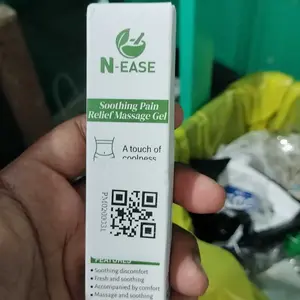 N-EASE
Soothing Pain
Relief Massage Gel
A touch of
coolness
FEATURES
• Soothing discomfort
• Fresh and soothing
• Accompanied by comfort
• Massage and soothing